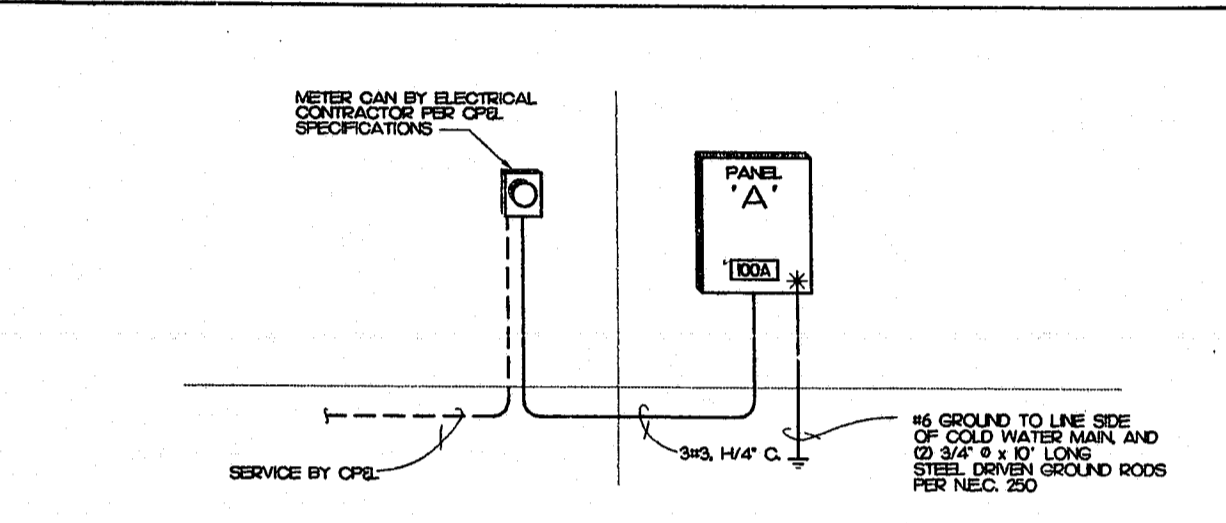 METER CAN BY ELECTRICAL
CONTRACTOR PER CP&L
SPECIFICATIONS
PANEL
'A'
100A
#6 GROUND TO LINE SIDE
OF COLD WATER MAIN, AND
(2) 3/4" Ø x 10' LONG
STEEL DRIVEN GROUND RODS
PER N.E.C. 250
3#3, 1-1/4" C.
SERVICE BY CP&L